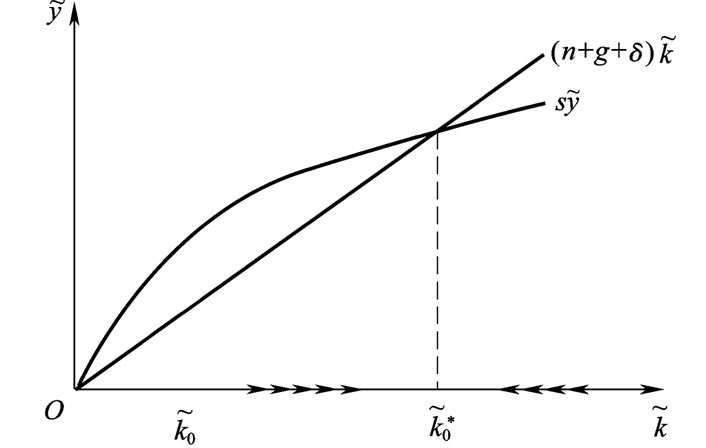 ỹ
(n+g+δ)k̃
sỹ
O
k̃₀
k̃₀*
k̃